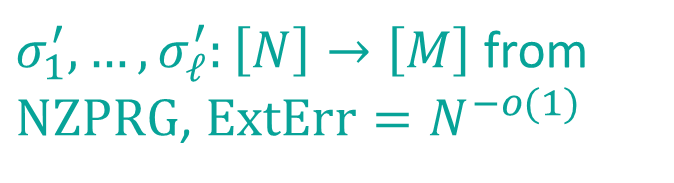 σ′₁, … , σ′ℓ: [N] → [M] from
NZPRG, ExtErr = N^{−o(1)}